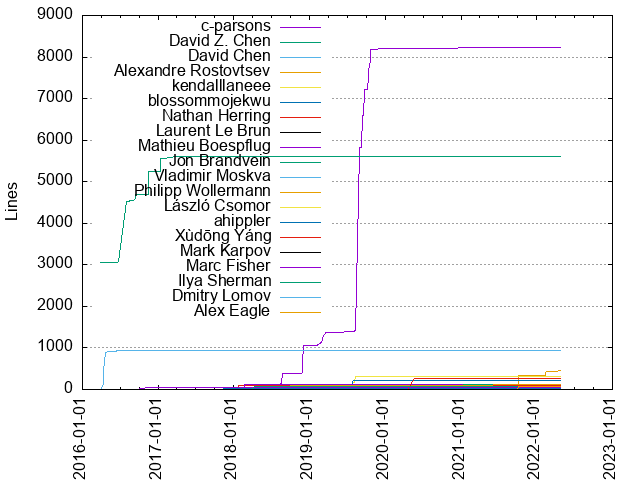 9000
8000
7000
6000
5000
4000
3000
2000
1000
0
Lines
c-parsons
David Z. Chen
David Chen
Alexandre Rostovtsev
kendalllaneee
blossommojekwu
Nathan Herring
Laurent Le Brun
Mathieu Boespflug
Jon Brandvein
Vladimir Moskva
Philipp Wollermann
László Csomor
ahippler
Xùdōng Yáng
Mark Karpov
Marc Fisher
Ilya Sherman
Dmitry Lomov
Alex Eagle
2016-01-01
2017-01-01
2018-01-01
2019-01-01
2020-01-01
2021-01-01
2022-01-01
2023-01-01